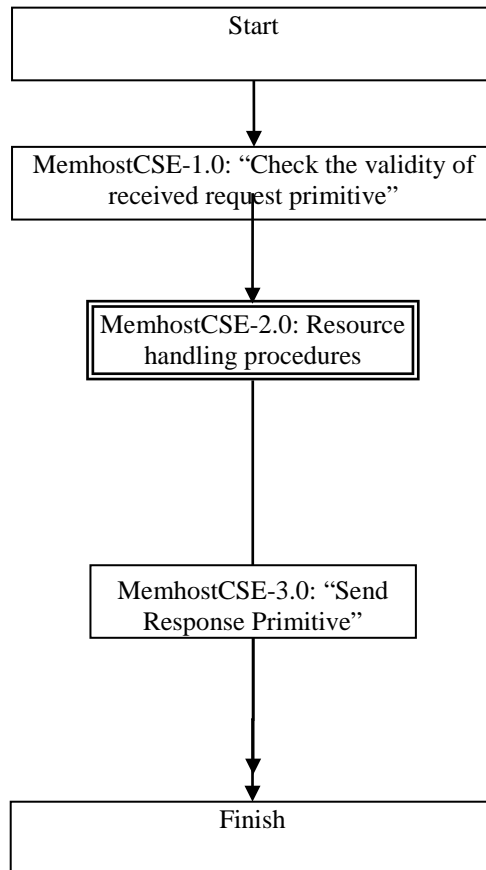 Start
MemhostCSE-1.0: “Check the validity of
received request primitive”
MemhostCSE-2.0: Resource
handling procedures
MemhostCSE-3.0: “Send
Response Primitive”
Finish